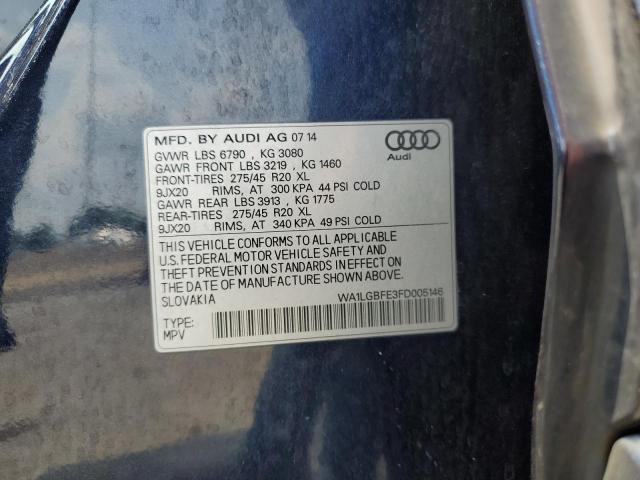 MFD. BY AUDI AG 07 14
Audi
GVWR LBS 6790 , KG 3080
GAWR FRONT LBS 3219 , KG 1460
FRONT-TIRES 275/45 R20 XL
9JX20 RIMS, AT 300 KPA 44 PSI COLD
GAWR REAR LBS 3913 , KG 1775
REAR-TIRES 275/45 R20 XL
9JX20 RIMS, AT 340 KPA 49 PSI COLD
THIS VEHICLE CONFORMS TO ALL APPLICABLE
U.S. FEDERAL MOTOR VEHICLE SAFETY AND
THEFT PREVENTION STANDARDS IN EFFECT ON
THE DATE OF MANUFACTURE SHOWN ABOVE.
SLOVAKIA
WA1LGBFE3FD005146
TYPE:
MPV